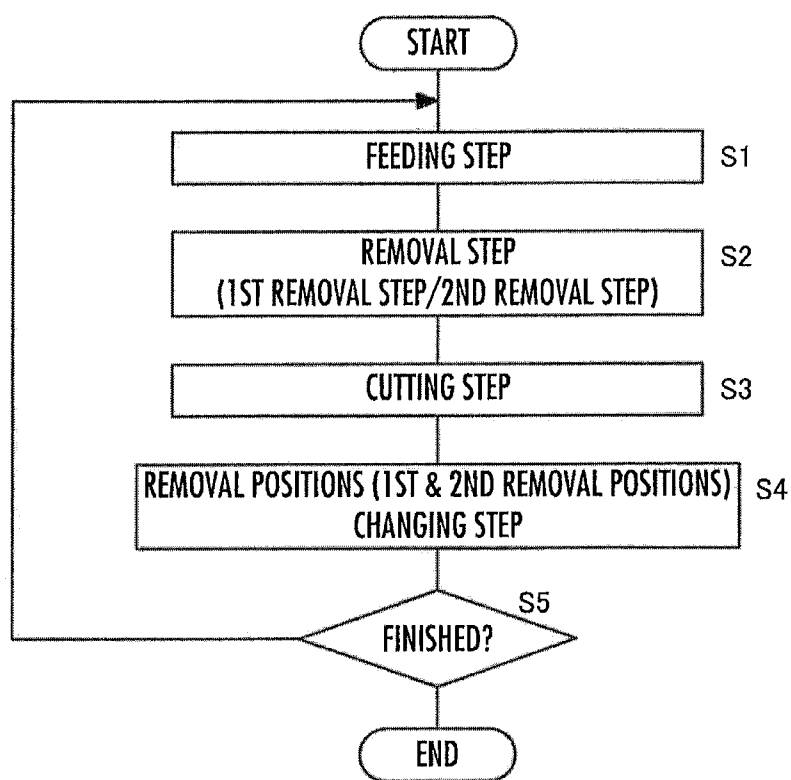 START
FEEDING STEP
S1
REMOVAL STEP
(1ST REMOVAL STEP/2ND REMOVAL STEP)
S2
CUTTING STEP
S3
REMOVAL POSITIONS (1ST & 2ND REMOVAL POSITIONS)
CHANGING STEP
S4
S5
FINISHED?
END